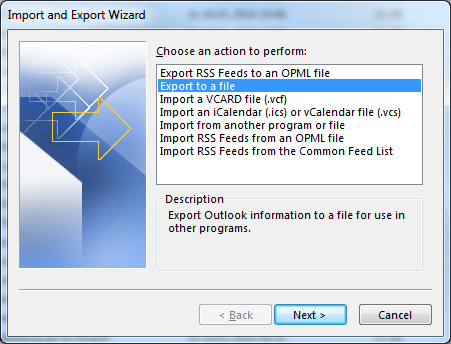 Import and Export Wizard
Choose an action to perform:
Export RSS Feeds to an OPML file
Export to a file
Import a VCARD file (.vcf)
Import an iCalendar (.ics) or vCalendar file (.vcs)
Import from another program or file
Import RSS Feeds from an OPML file
Import RSS Feeds from the Common Feed List
Description
Export Outlook information to a file for use in
other programs.
< Back Next > Cancel